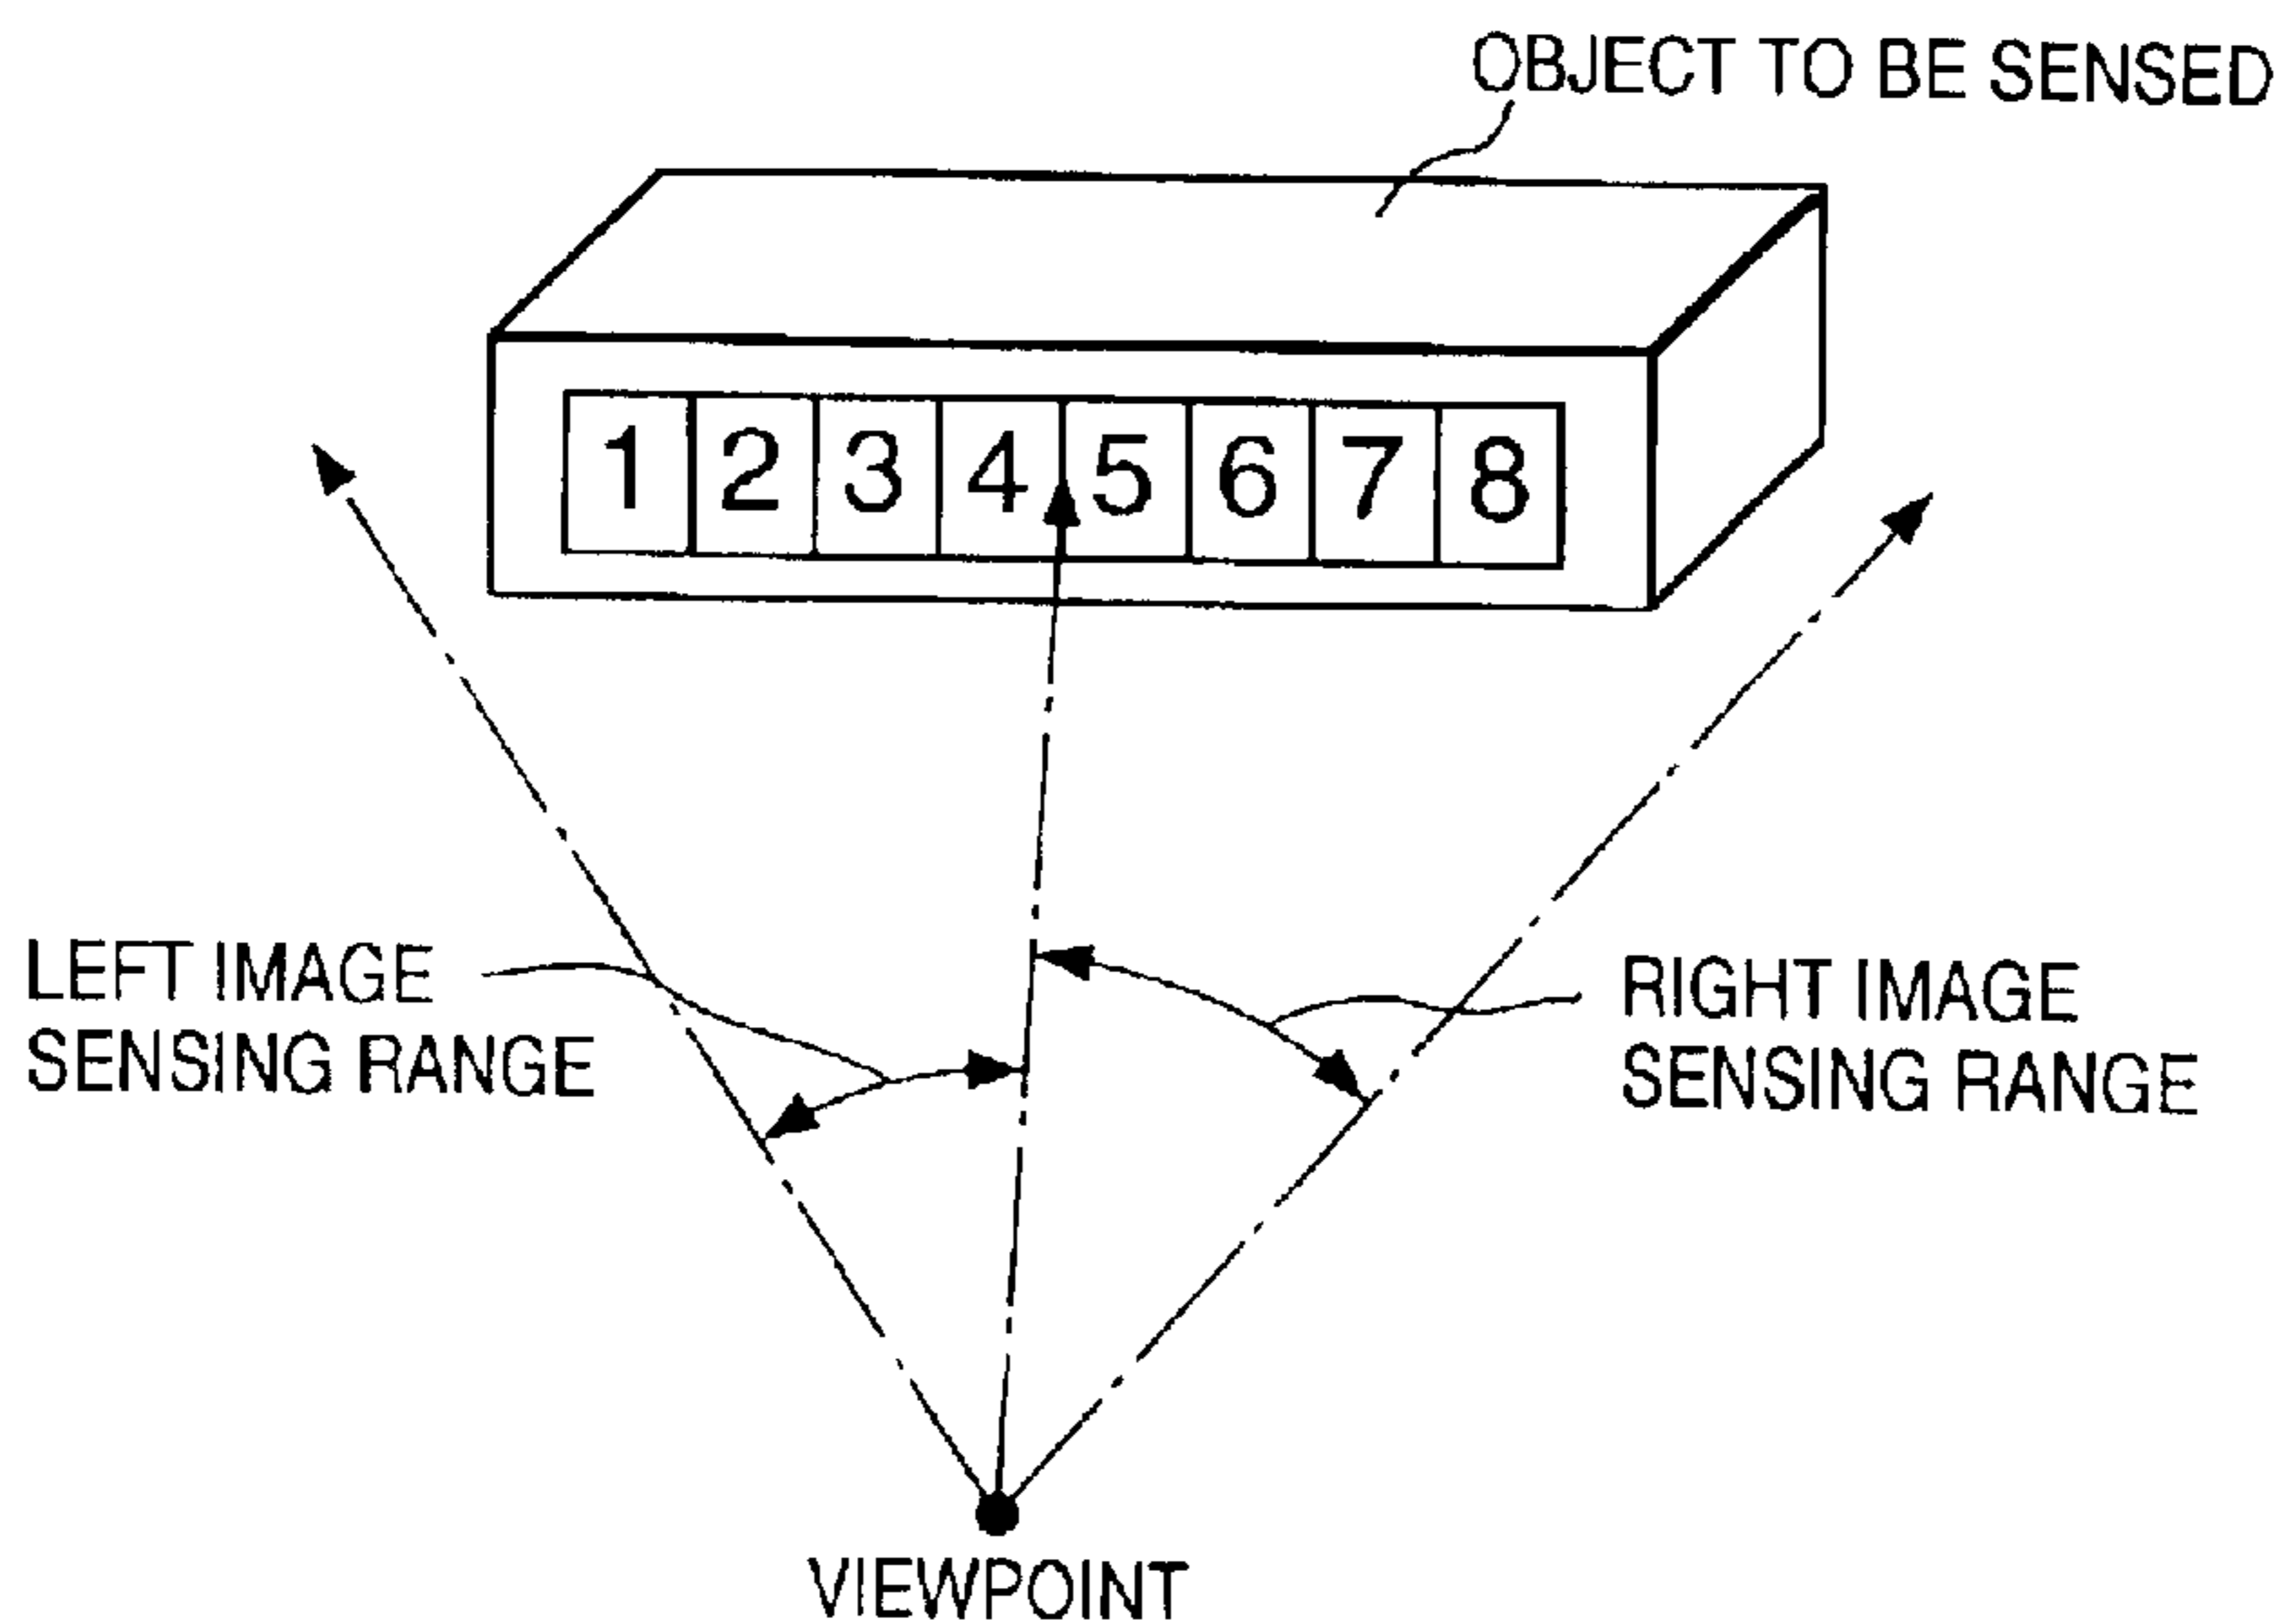 OBJECT TO BE SENSED
1 2 3 4 5 6 7 8
LEFT IMAGE
SENSING RANGE
RIGHT IMAGE
SENSING RANGE
VIEWPOINT